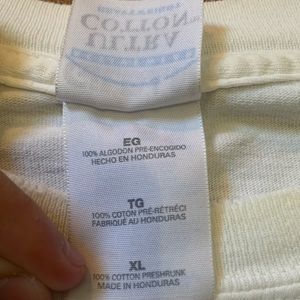 ULTRA
COTTON
EG
100% ALGODON PRE-ENCOGIDO
HECHO EN HONDURAS
TG
100% COTON PRÉ-RÉTRÉCI
FABRIQUÉ AU HONDURAS
XL
100% COTTON PRESHRUNK
MADE IN HONDURAS